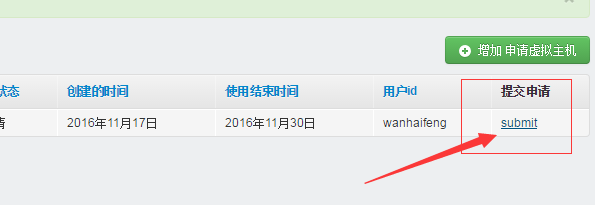 增加 申请虚拟主机
状态 创建的时间 使用结束时间 用户id 提交申请
请 2016年11月17日 2016年11月30日 wanhaifeng submit